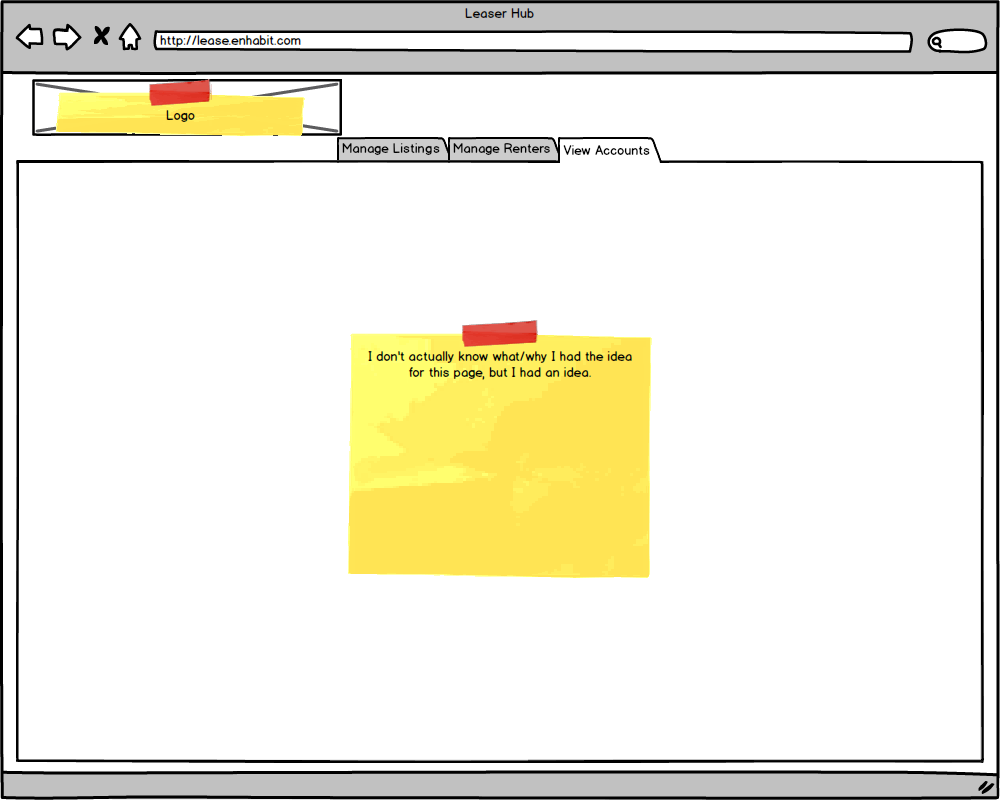 Leaser Hub
http://lease.enhabit.com
Logo
Manage Listings
Manage Renters
View Accounts
I don't actually know what/why I had the idea
for this page, but I had an idea.